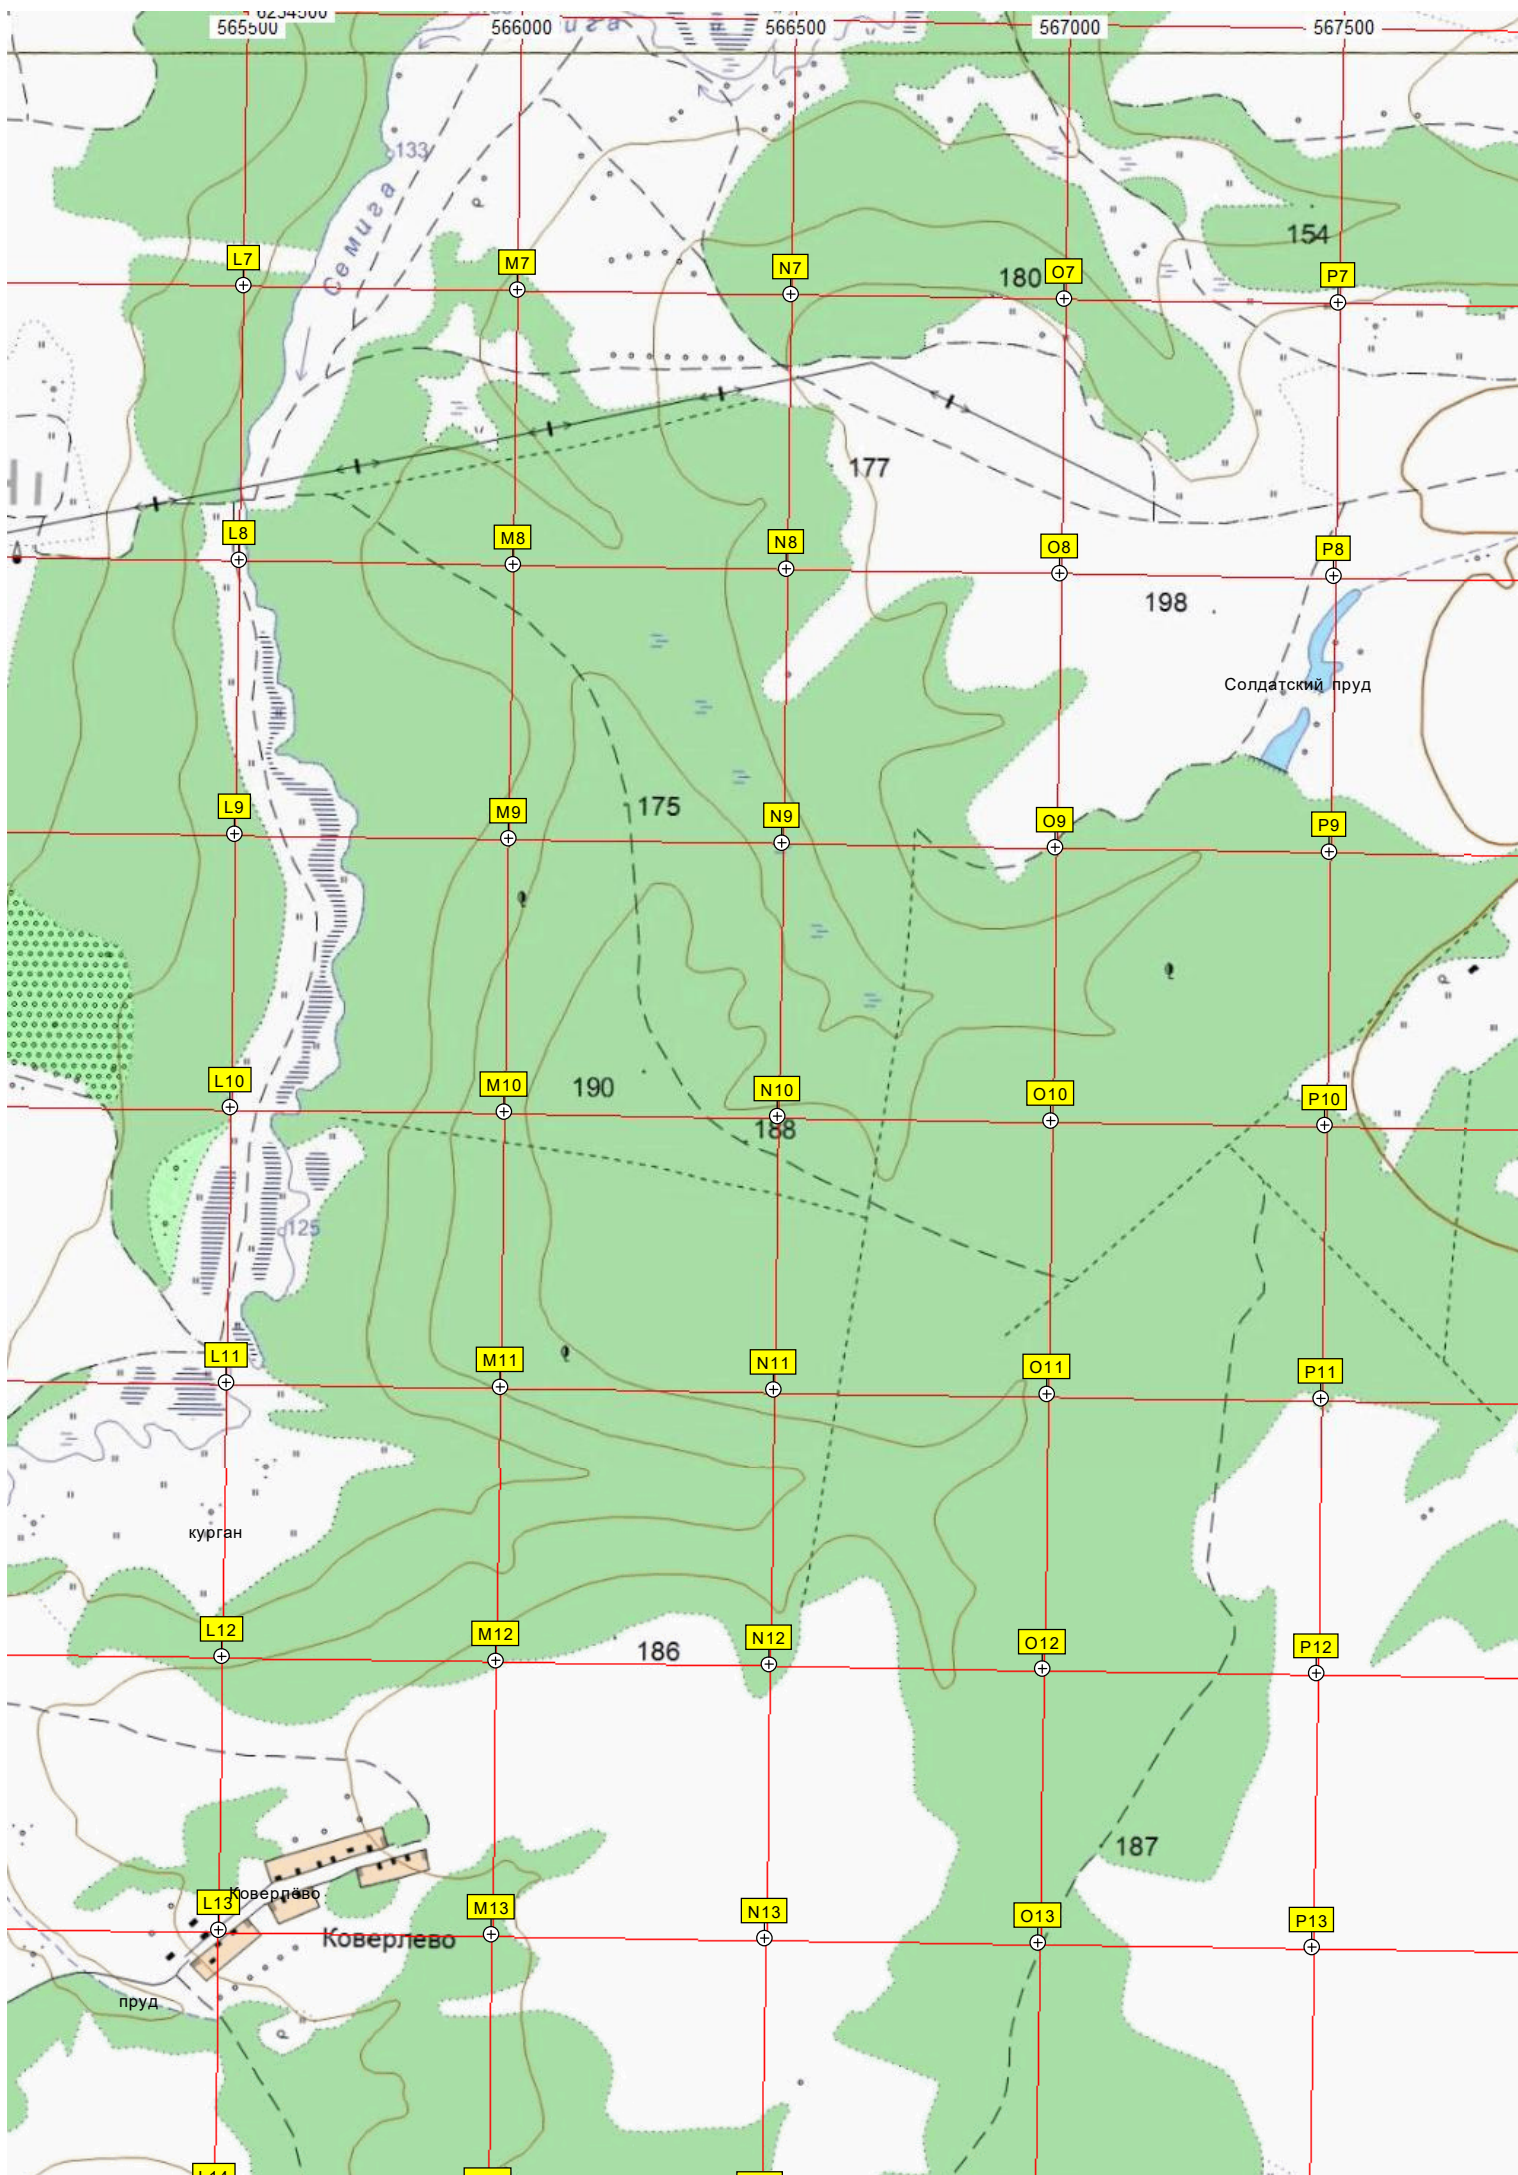 6234500
565500 566000 566500 567000 567500
ига
133
Семига
154
180
L7 M7 N7 O7 P7
177
L8 M8 N8 O8 P8
198
Солдатский пруд
175
L9 M9 N9 O9 P9
190
L10 M10 N10 O10 P10
188
125
L11 M11 N11 O11 P11
курган
L12 M12 N12 O12 P12
186
187
Коверлёво
L13 M13 N13 O13 P13
Коверлево
пруд
L14